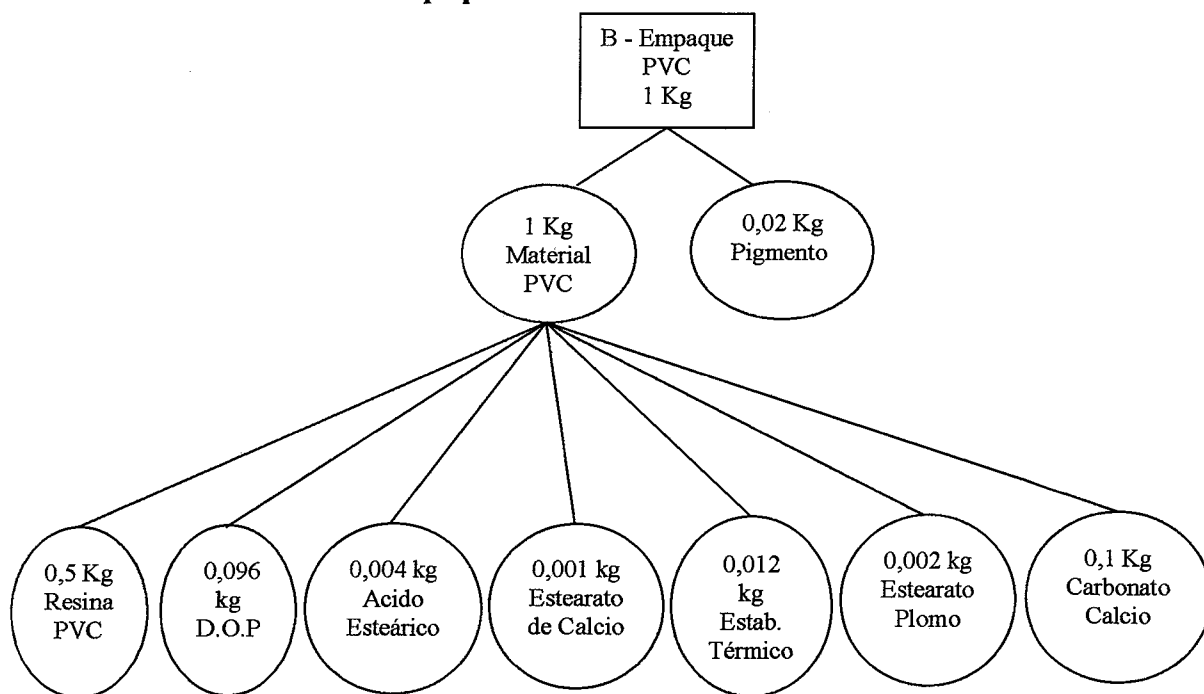 B - Empaque
PVC
1 Kg
1 Kg
Material
PVC
0,02 Kg
Pigmento
0,5 Kg
Resina
PVC
0,096
kg
D.O.P
0,004 kg
Acido
Esteárico
0,001 kg
Estearato
de Calcio
0,012
kg
Estab.
Térmico
0,002 kg
Estearato
Plomo
0,1 Kg
Carbonato
Calcio